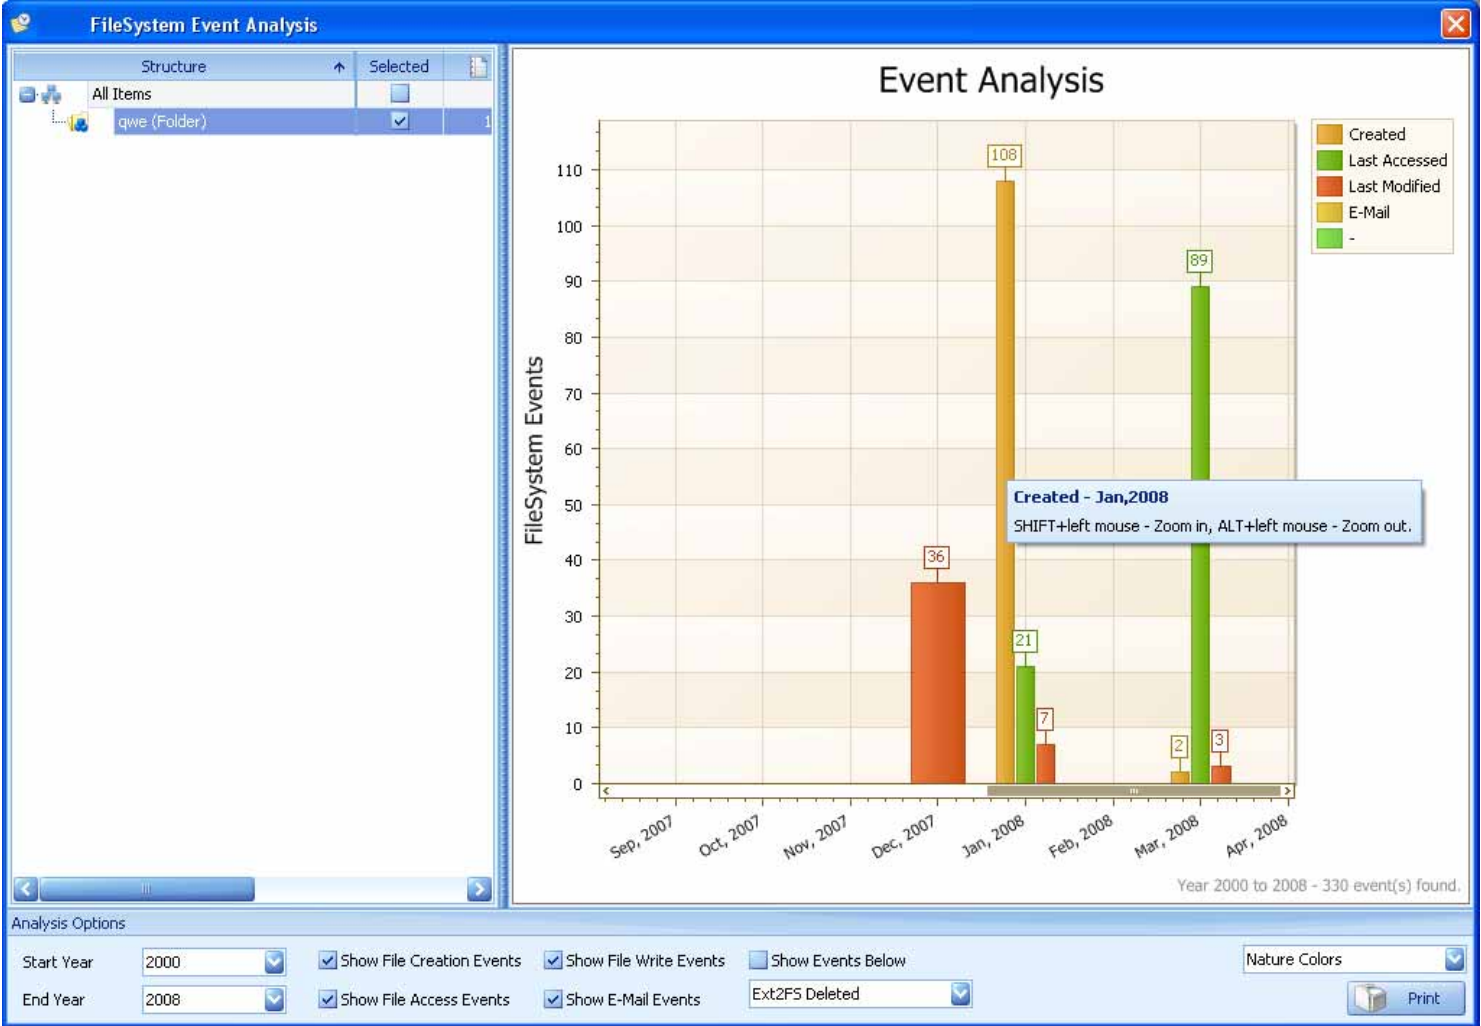 FileSystem Event Analysis
Structure Selected
All Items
qwe (Folder) 1
Event Analysis
Created
Last Accessed
Last Modified
E-Mail
-
FileSystem Events
110
100
90
80
70
60
50
40
30
20
10
0
36
108
21
7
2
89
3
Created - Jan,2008
SHIFT+left mouse - Zoom in, ALT+left mouse - Zoom out.
Sep, 2007 Oct, 2007 Nov, 2007 Dec, 2007 Jan, 2008 Feb, 2008 Mar, 2008 Apr, 2008
Year 2000 to 2008 - 330 event(s) found.
Analysis Options
Start Year 2000 Show File Creation Events Show File Write Events Show Events Below Nature Colors
End Year 2008 Show File Access Events Show E-Mail Events Ext2FS Deleted Print